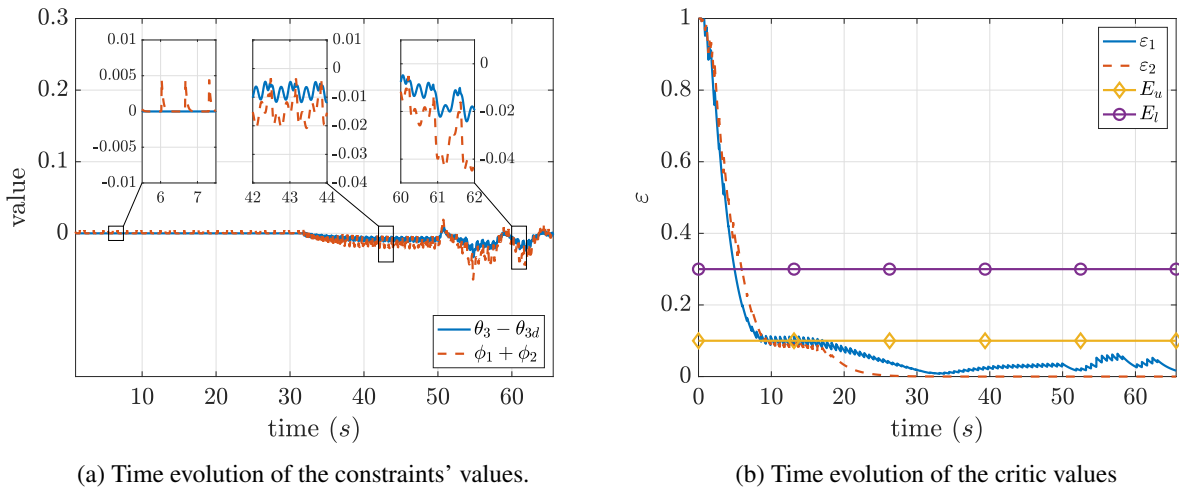 0.3
0.2
0.1
0
value
0.01
0.005
0
-0.005
-0.01
6 7
0.01
0
-0.01
-0.02
-0.03
-0.04
42 43 44
0
-0.02
-0.04
60 61 62
θ₃ − θ₃d
ϕ₁ + ϕ₂
10 20 30 40 50 60
time (s)
(a) Time evolution of the constraints' values.
1
0.8
0.6
0.4
0.2
0
ε
ε₁
ε₂
Eᵤ
Eₗ
0 10 20 30 40 50 60
time (s)
(b) Time evolution of the critic values